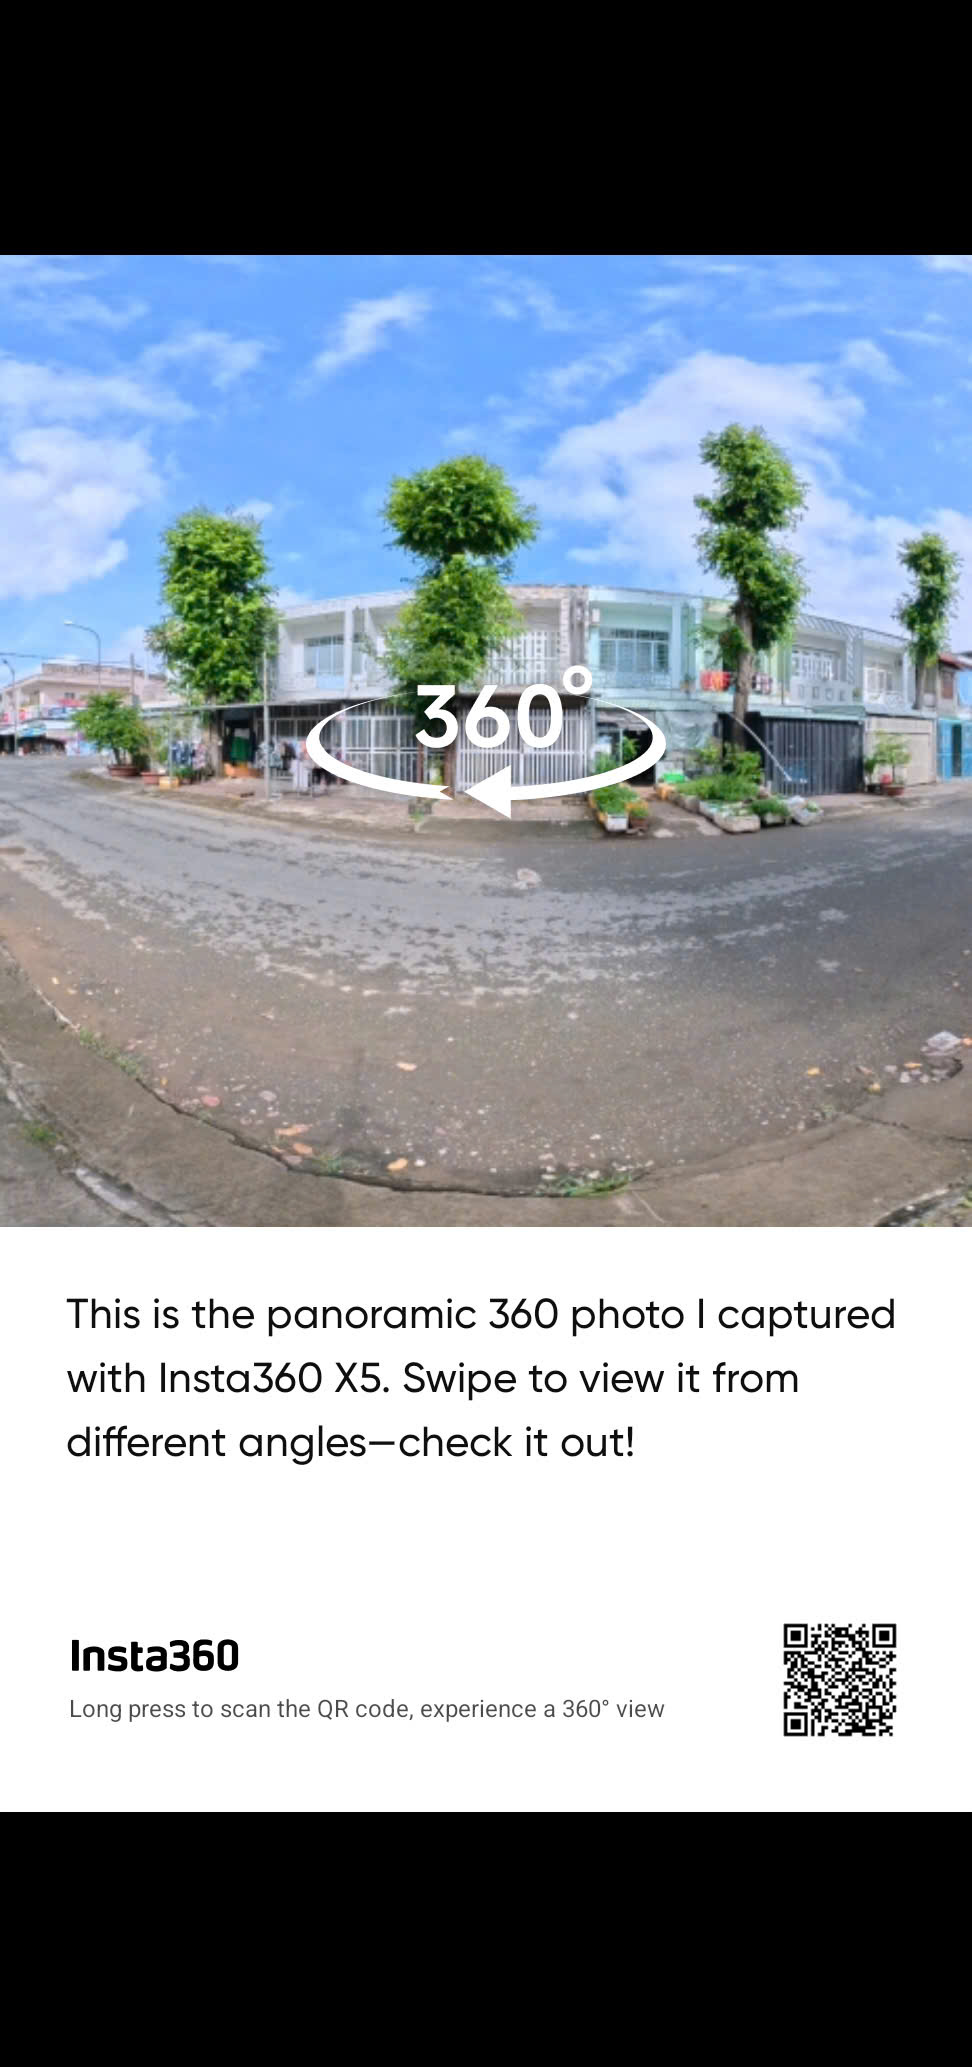 360°
This is the panoramic 360 photo I captured
with Insta360 X5. Swipe to view it from
different angles—check it out!
Insta360
Long press to scan the QR code, experience a 360° view